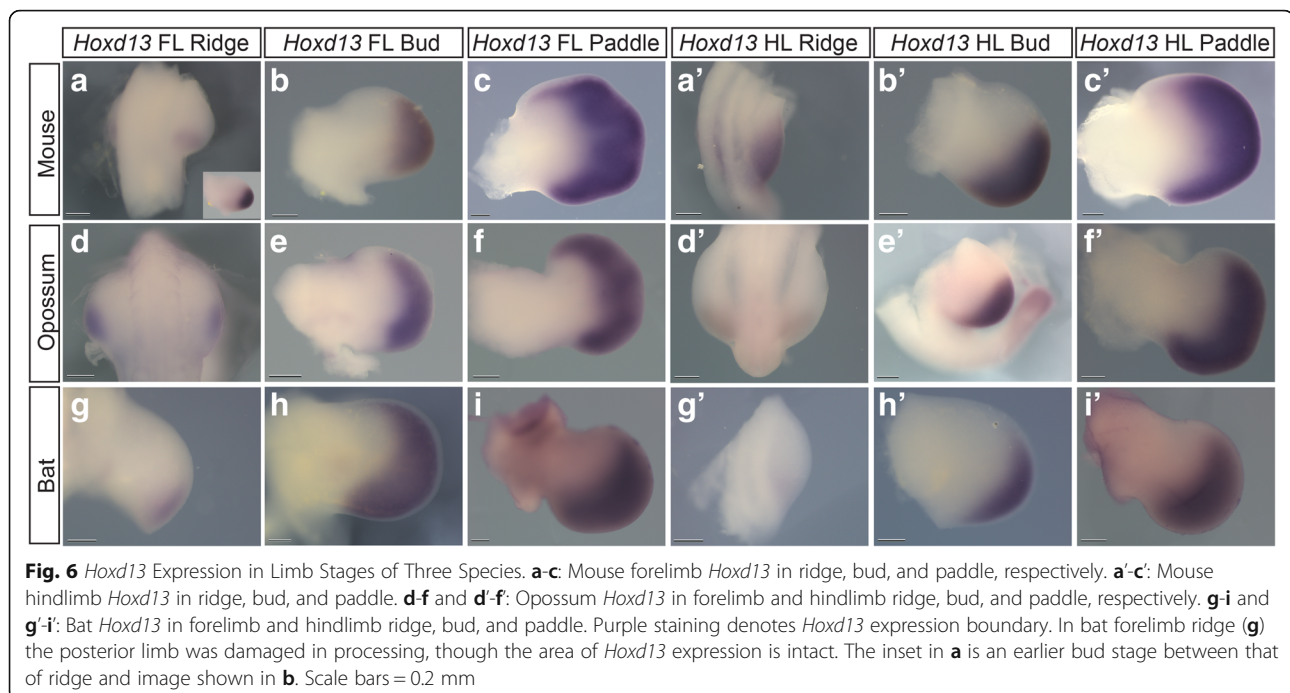 Hoxd13 FL Ridge Hoxd13 FL Bud Hoxd13 FL Paddle Hoxd13 HL Ridge Hoxd13 HL Bud Hoxd13 HL Paddle
Mouse
a b c a' b' c'
Opossum
d e f d' e' f'
Bat
g h i g' h' i'
Fig. 6 Hoxd13 Expression in Limb Stages of Three Species. a-c: Mouse forelimb Hoxd13 in ridge, bud, and paddle, respectively. a'-c': Mouse
hindlimb Hoxd13 in ridge, bud, and paddle. d-f and d'-f': Opossum Hoxd13 in forelimb and hindlimb ridge, bud, and paddle, respectively. g-i and
g'-i': Bat Hoxd13 in forelimb and hindlimb ridge, bud, and paddle. Purple staining denotes Hoxd13 expression boundary. In bat forelimb ridge (g)
the posterior limb was damaged in processing, though the area of Hoxd13 expression is intact. The inset in a is an earlier bud stage between that
of ridge and image shown in b. Scale bars = 0.2 mm